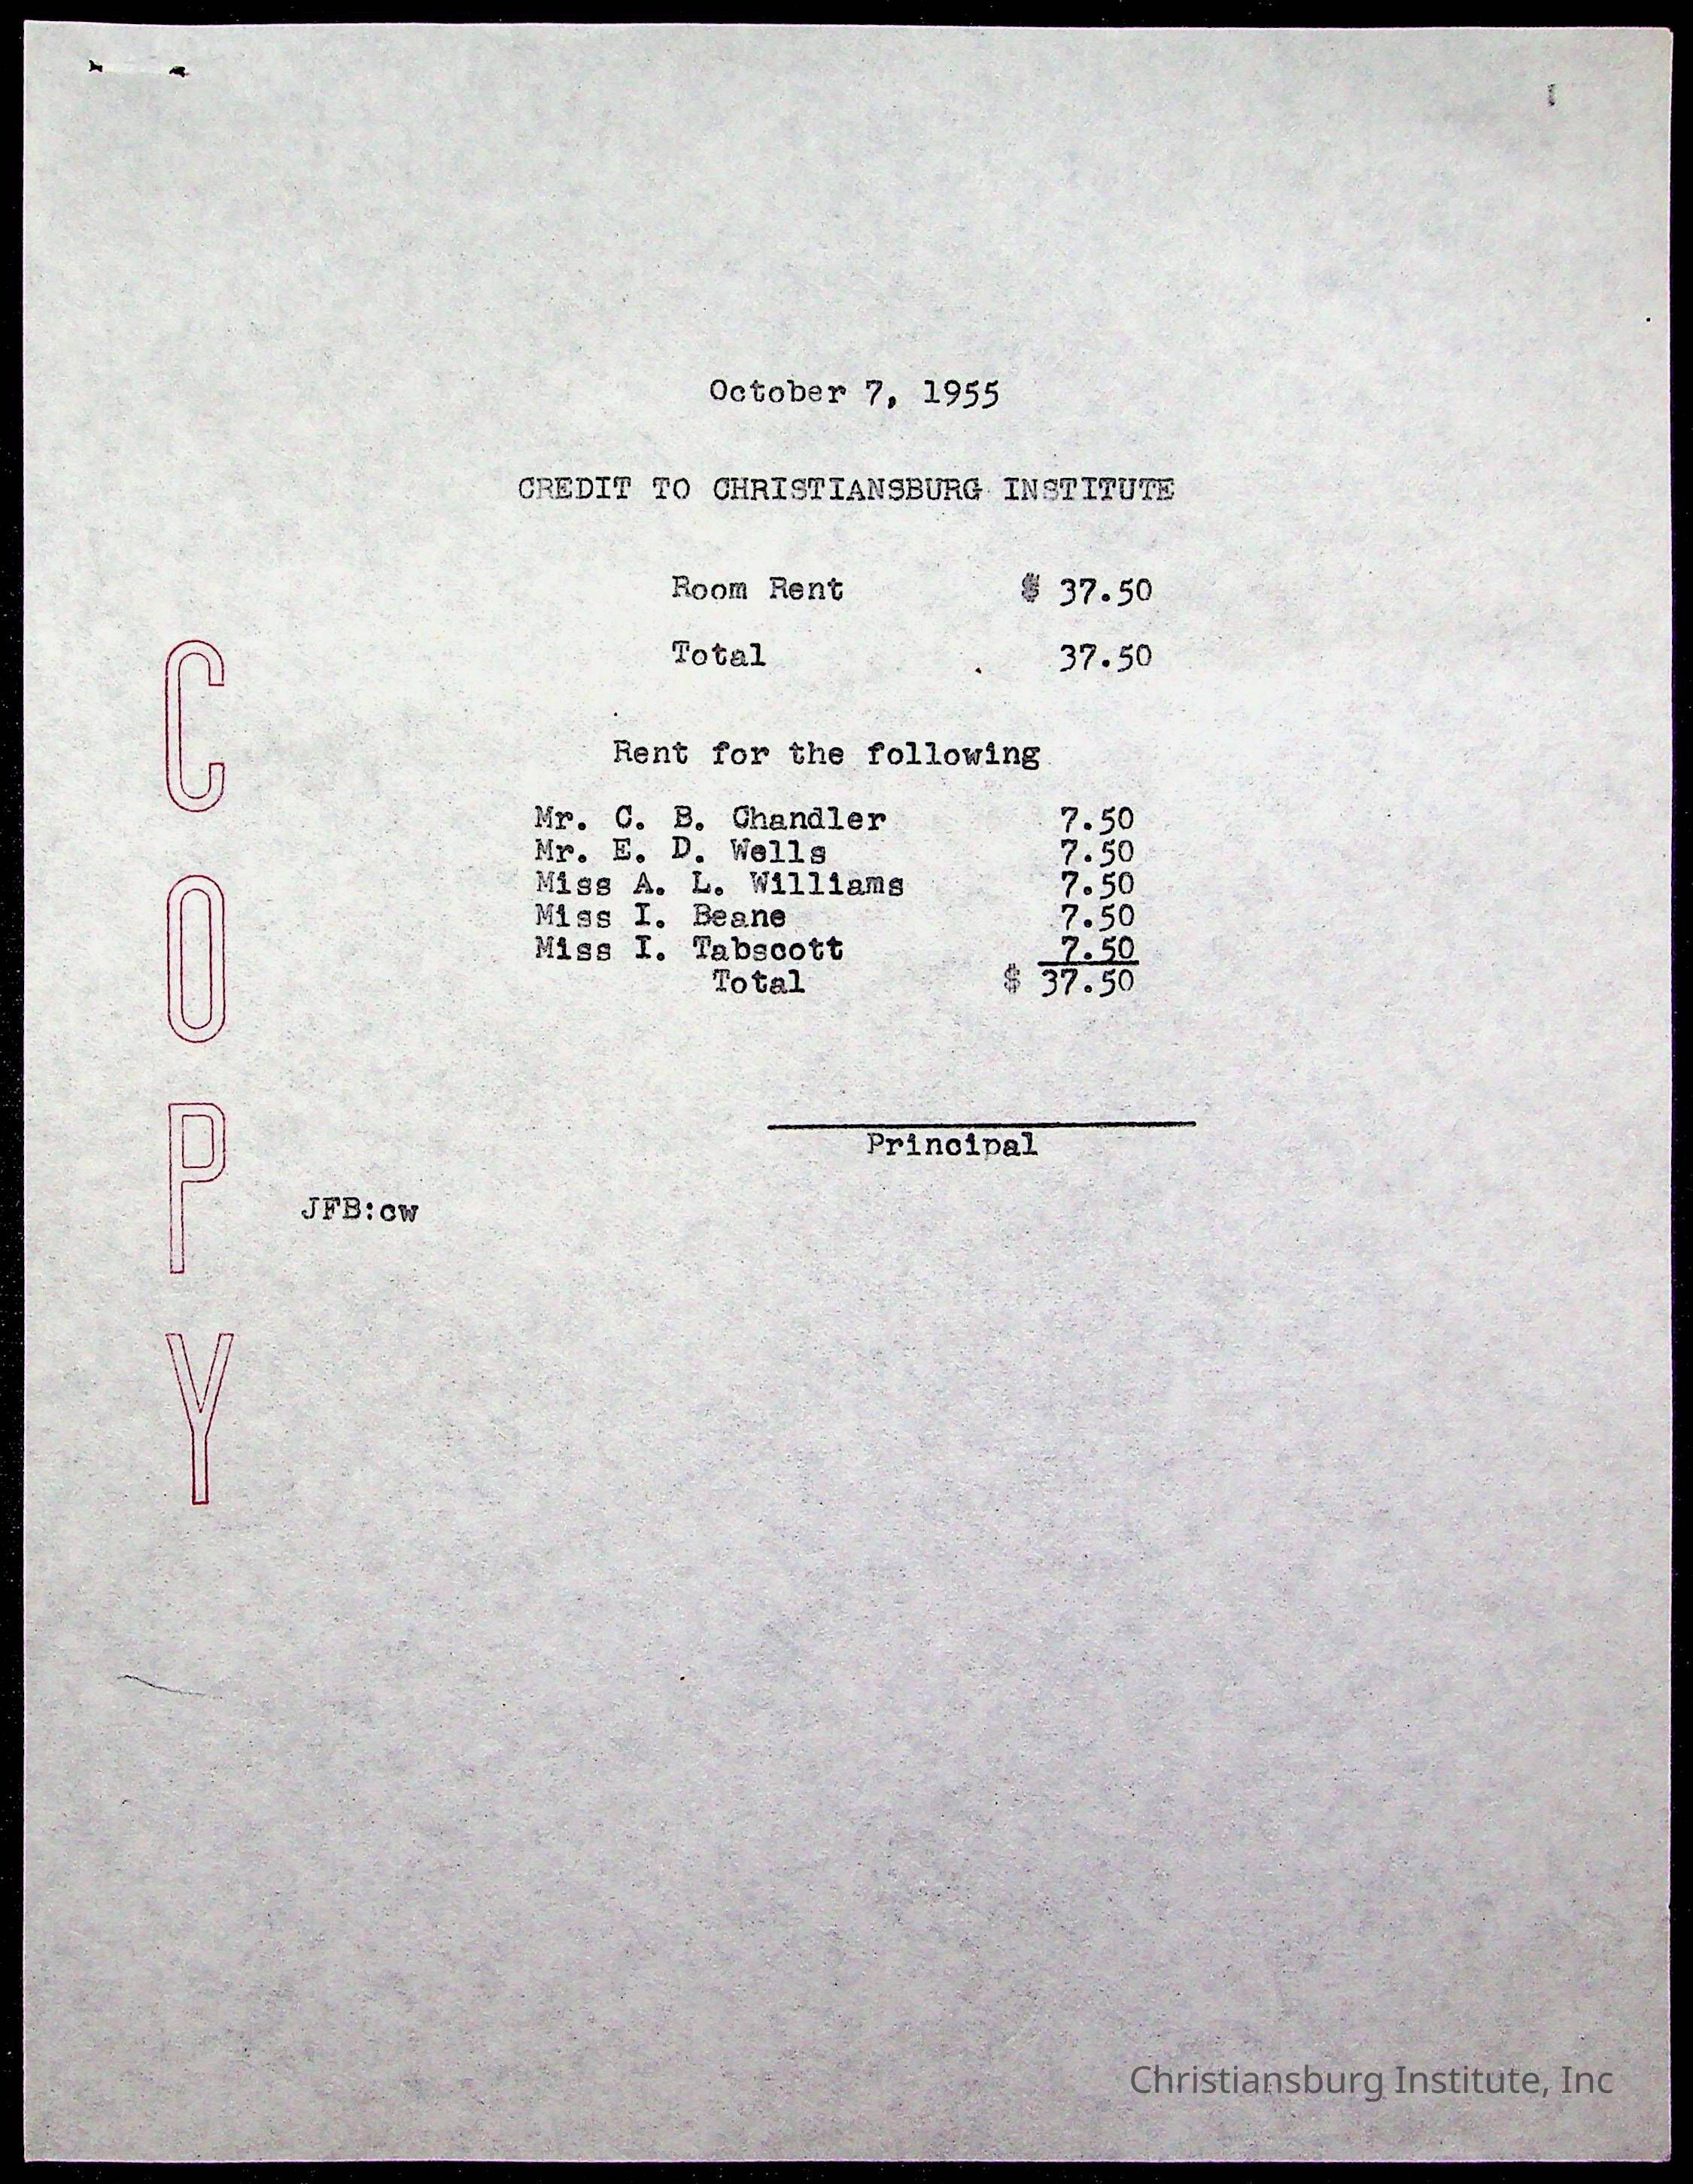 October 7, 1955
CREDIT TO CHRISTIANSBURG INSTITUTE
Room Rent $ 37.50
Total 37.50
Rent for the following
Mr. C. B. Chandler 7.50
Mr. E. D. Wells 7.50
Miss A. L. Williams 7.50
Miss I. Beane 7.50
Miss I. Tabscott 7.50
Total $ 37.50
Principal
JFB:cw
COPY
Christiansburg Institute, Inc